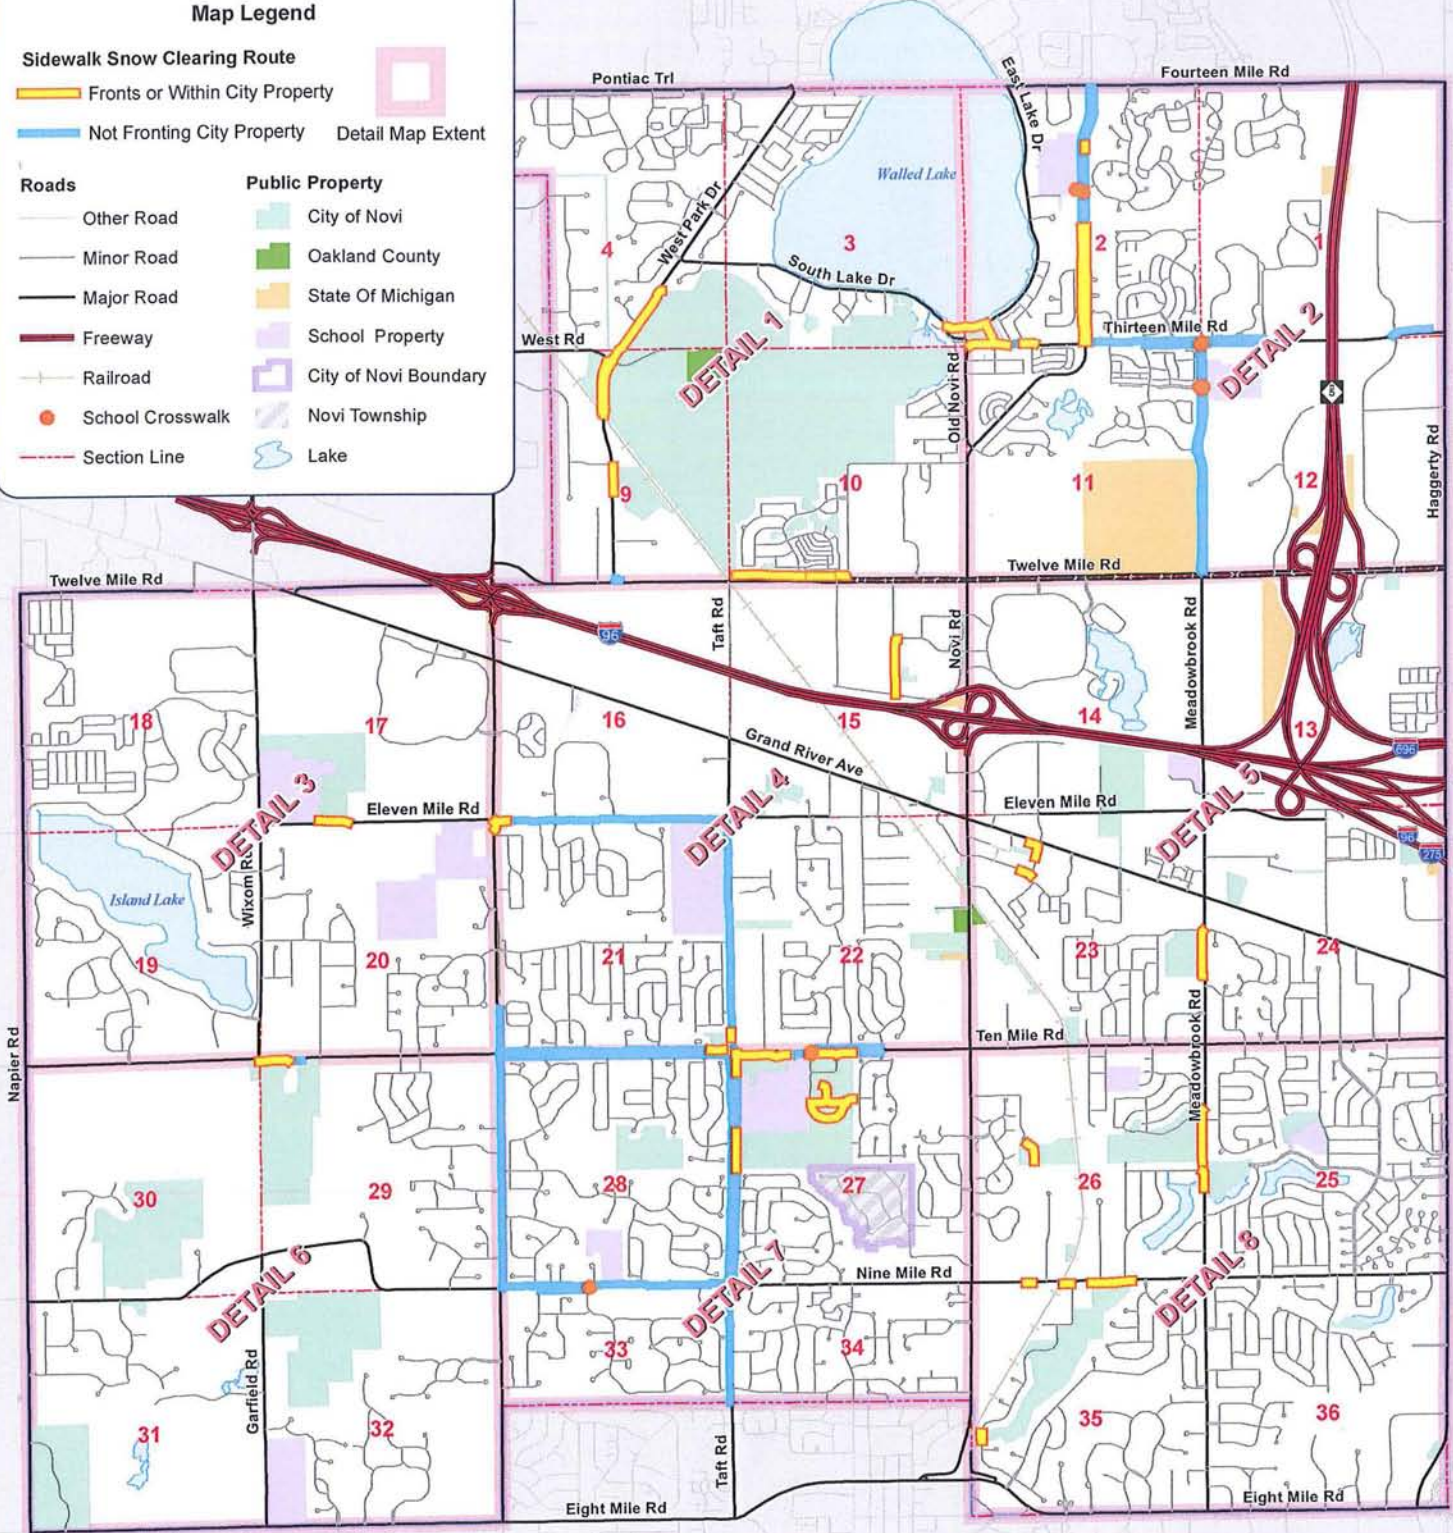 Map Legend
Sidewalk Snow Clearing Route
Fronts or Within City Property
Not Fronting City Property
Detail Map Extent
Roads
Public Property
Other Road
City of Novi
Minor Road
Oakland County
Major Road
State Of Michigan
Freeway
School Property
Railroad
City of Novi Boundary
School Crosswalk
Novi Township
Section Line
Lake
Pontiac Trl
Fourteen Mile Rd
East Lake Dr
Walled Lake
West Park Dr
4
3
2
1
South Lake Dr
West Rd
DETAIL 1
Thirteen Mile Rd
DETAIL 2
Old Novi Rd
5
Haggerty Rd
9
10
11
12
Twelve Mile Rd
Twelve Mile Rd
Taft Rd
Novi Rd
Meadowbrook Rd
96
18
17
16
15
14
13
Grand River Ave
696
DETAIL 3
Eleven Mile Rd
DETAIL 4
Eleven Mile Rd
DETAIL 5
96
275
Island Lake
Wixom Rd
19
20
21
22
23
24
Napier Rd
Ten Mile Rd
Meadowbrook Rd
30
29
28
27
26
25
DETAIL 6
DETAIL 7
Nine Mile Rd
DETAIL 8
33
34
Garfield Rd
31
32
35
36
Taft Rd
Eight Mile Rd
Eight Mile Rd